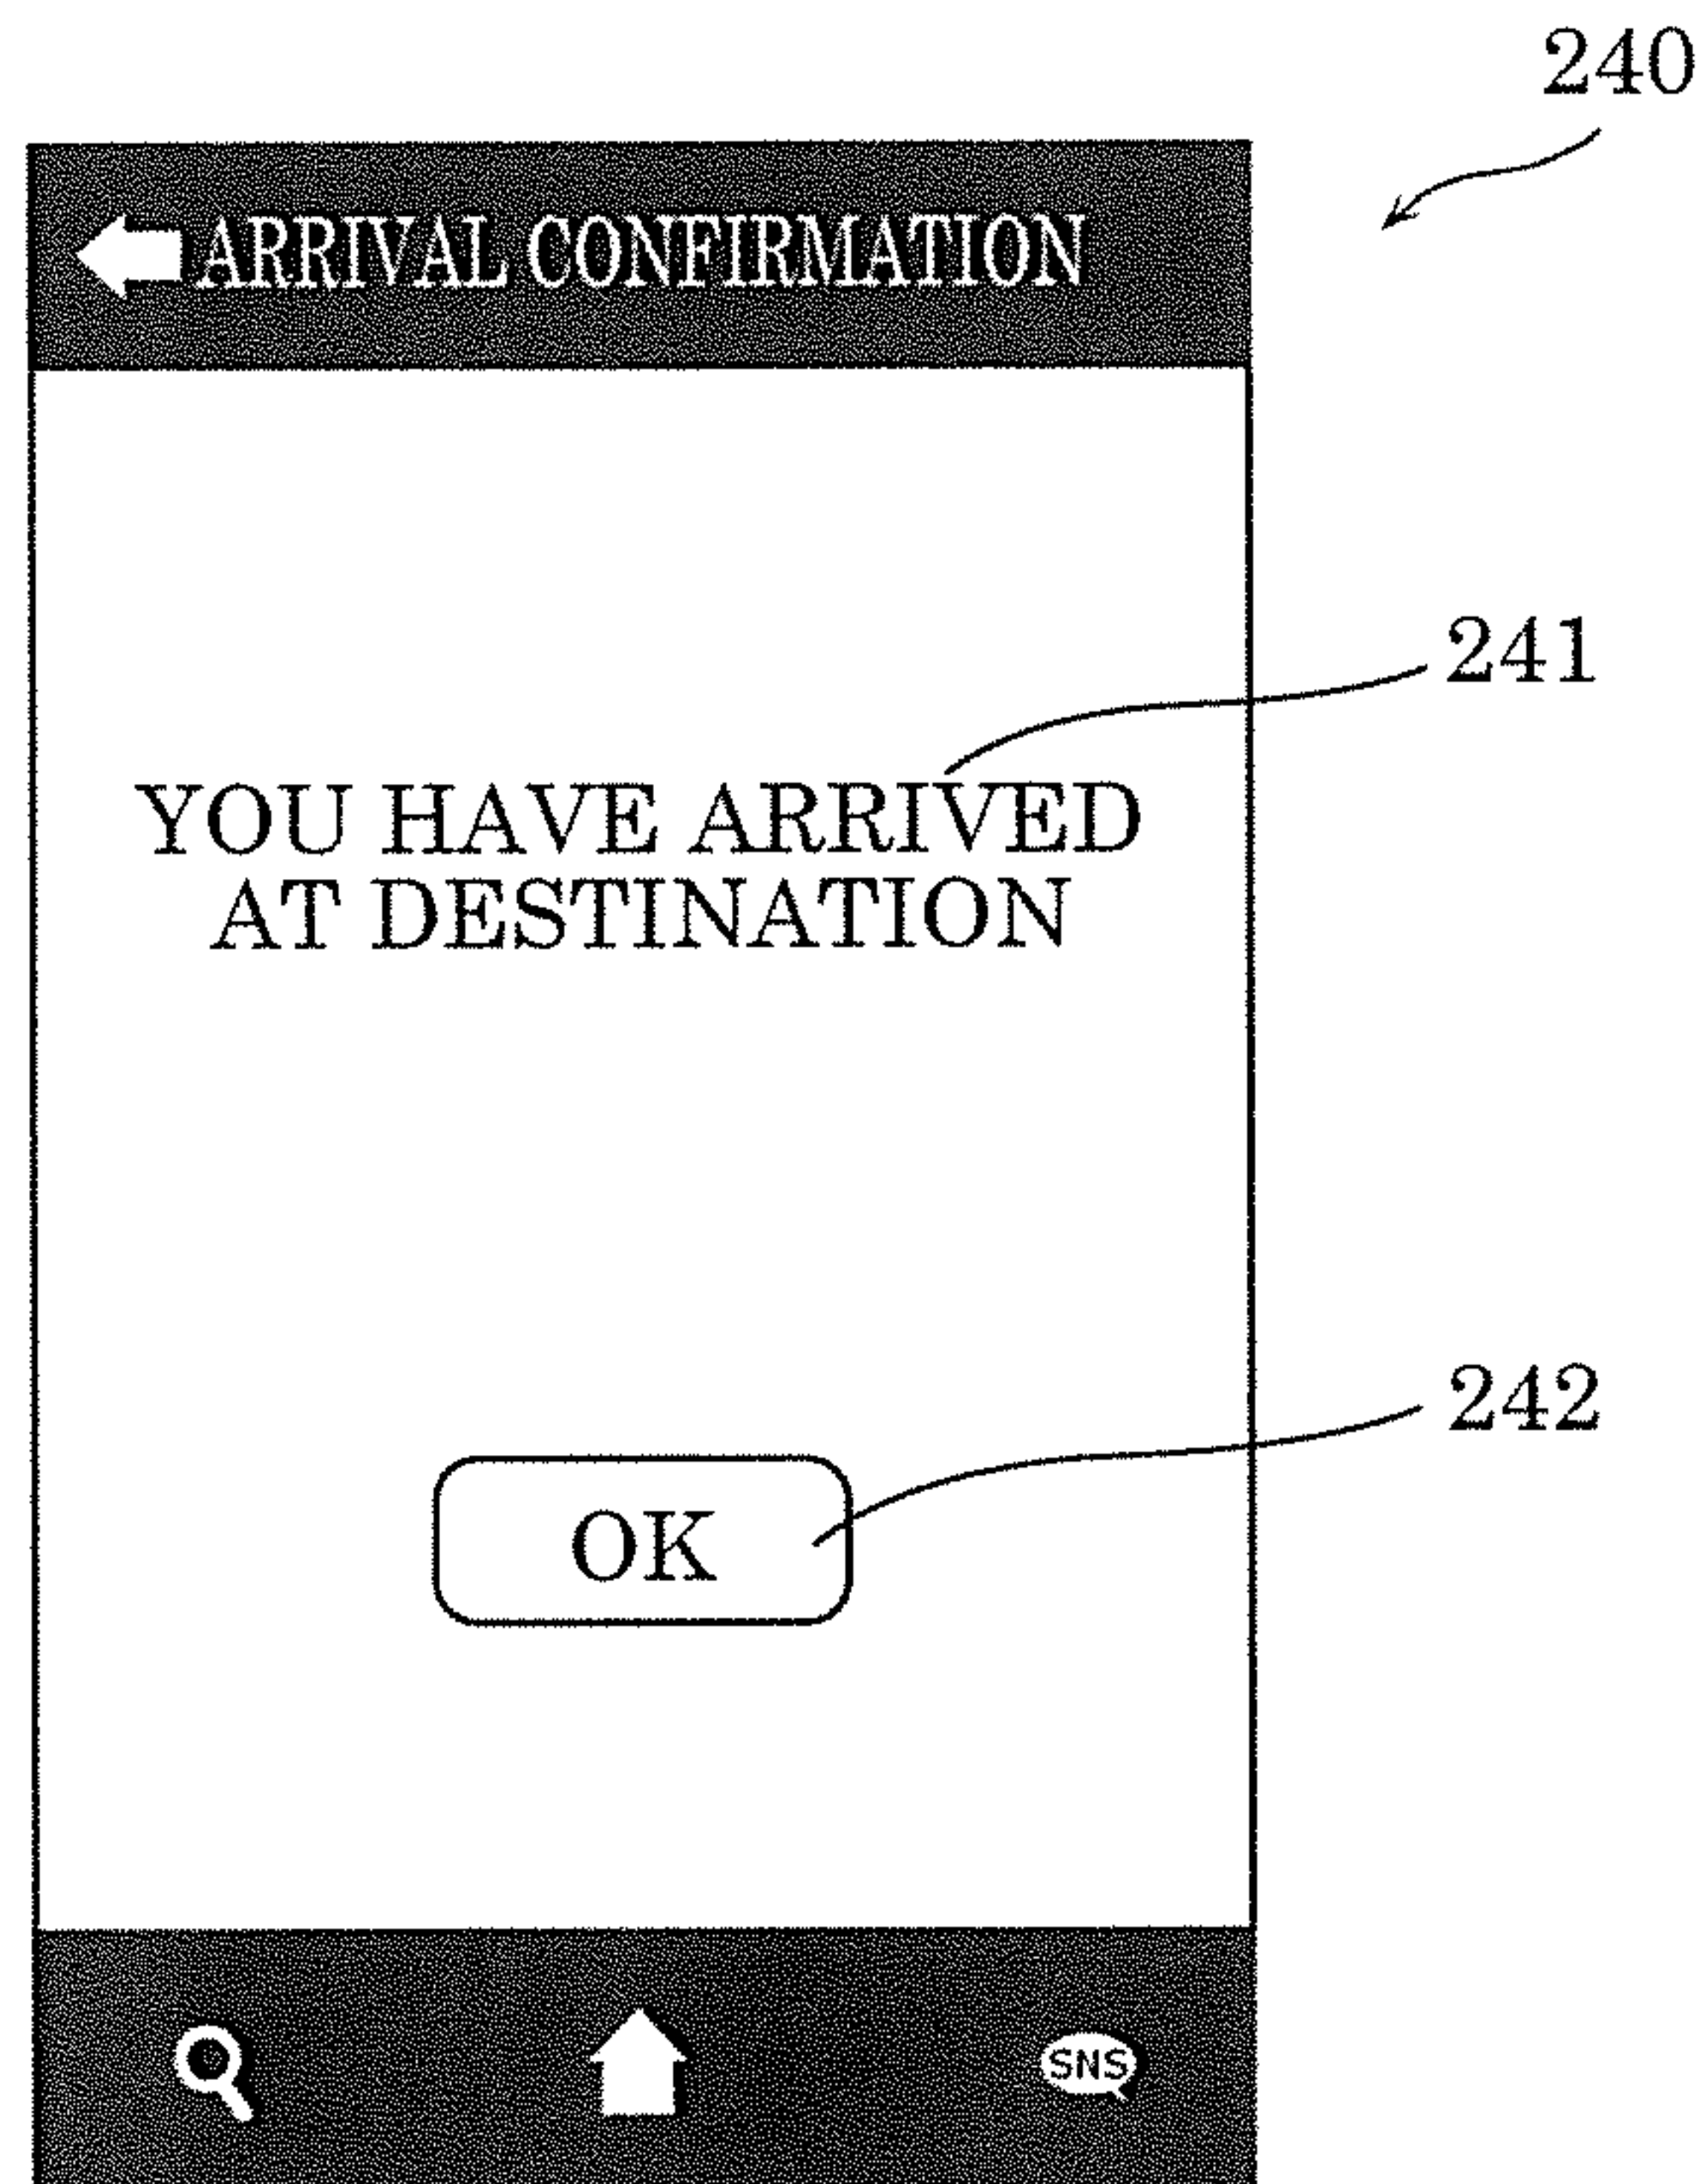 240
ARRIVAL CONFIRMATION
241
YOU HAVE ARRIVED
AT DESTINATION
242
OK
SNS